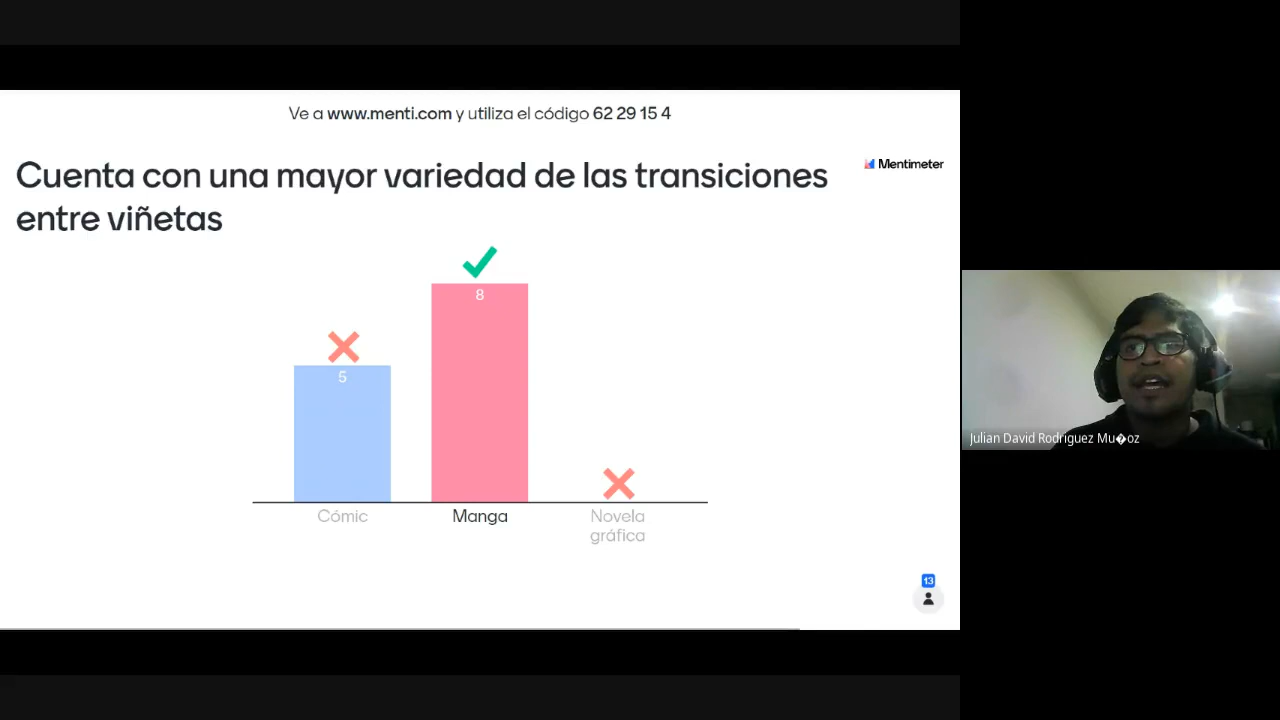 Ve a www.menti.com y utiliza el código 62 29 15 4
Mentimeter
Cuenta con una mayor variedad de las transiciones
entre viñetas
8
5
Cómic
Manga
Novela
gráfica
13
Julian David Rodriguez Mu�oz